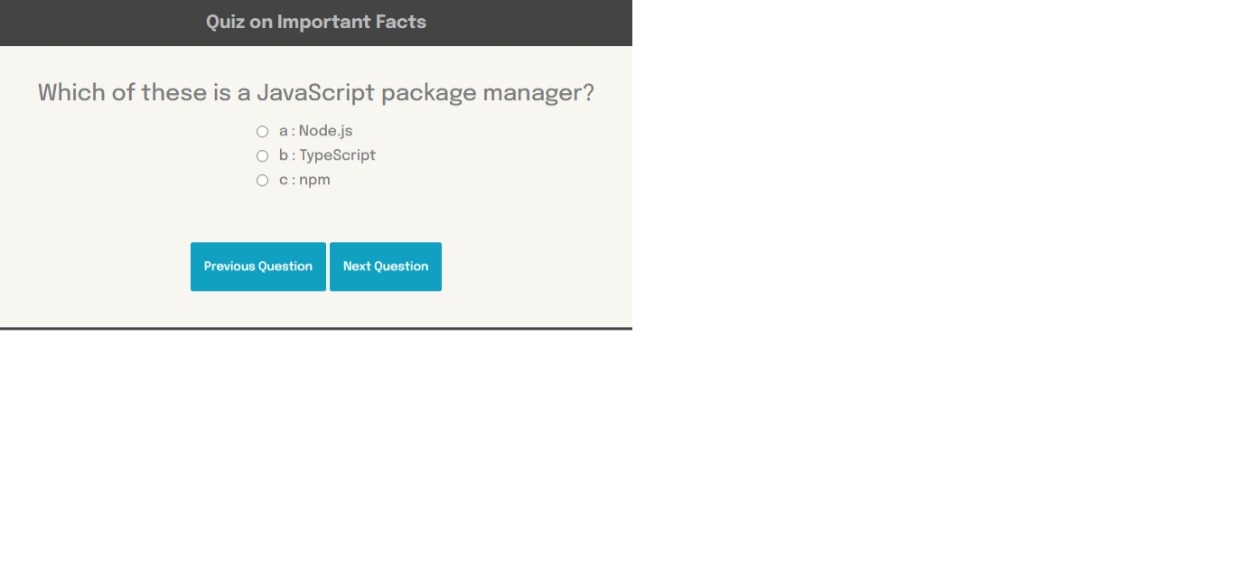 Quiz on Important Facts
Which of these is a JavaScript package manager?
a : Node.js
b : TypeScript
c : npm
Previous Question Next Question